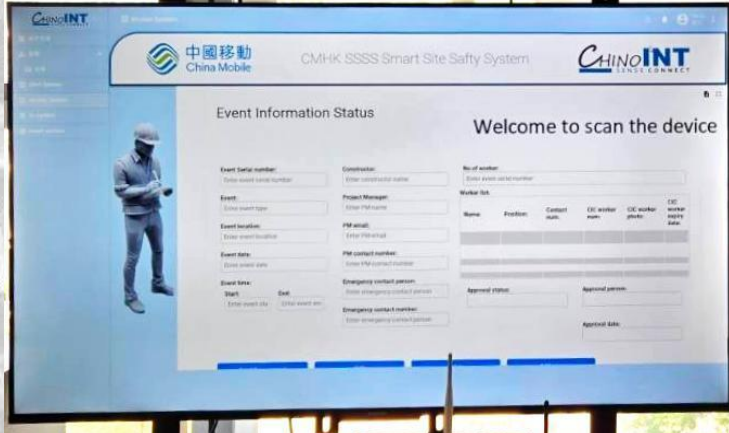 CHINOINT
中國移動
China Mobile
CMHK SSSS Smart Site Safty System
CHINOINT
SENSE CONNECT
Event Information Status
Welcome to scan the device
Event Serial number:
Enter event serial number
Event:
Enter event type
Event location:
Enter event location
Event date:
Enter event date
Event time:
Start:
End:
Constructor:
Enter constructor name
Project Manager:
Enter PM name
PM email:
Enter PM email
PM contact number:
Enter PM contact number
Emergency contact person:
Enter emergency contact person
Emergency contact number:
Enter emergency contact person
No of worker:
Enter event serial number
Worker list:
Name:
Position:
Contact num:
CIC worker num:
CIC worker photo:
CIC worker expiry date:
Approval status:
Approval person:
Approval date: